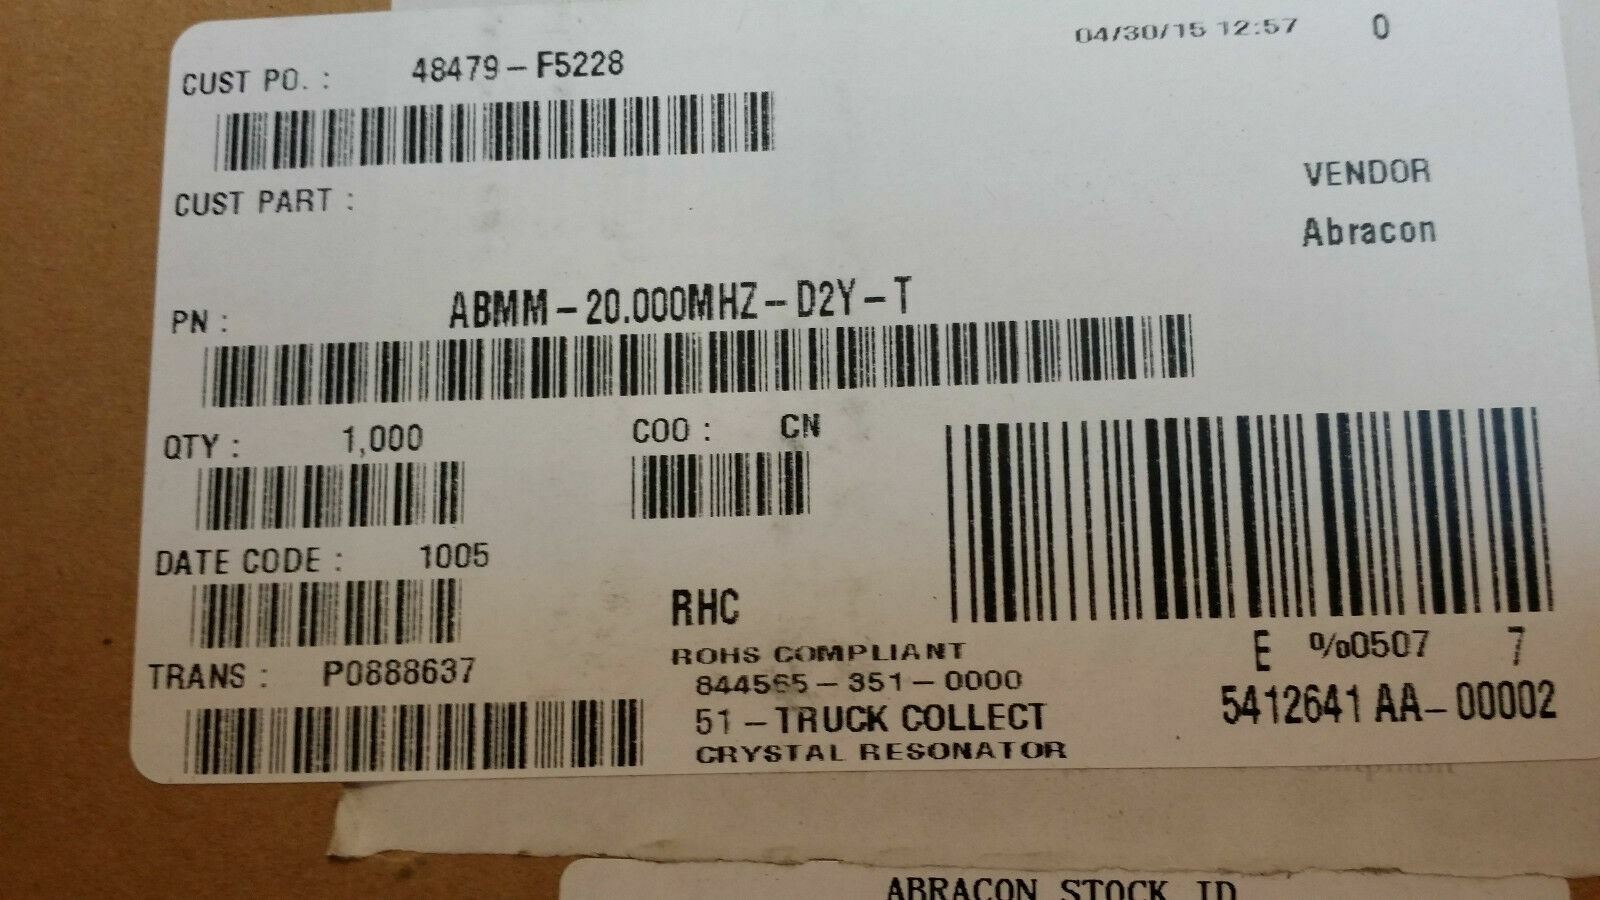 04/30/15 12:57 0
CUST PO. : 48479-F5228
VENDOR
CUST PART :
Abracon
PN : ABMM-20.000MHZ-D2Y-T
QTY : 1,000
COO : CN
DATE CODE : 1005
RHC
TRANS : P0888637
ROHS COMPLIANT
844565-351-0000
51-TRUCK COLLECT
CRYSTAL RESONATOR
E %0507 7
5412641 AA-00002
ABRACON STOCK ID